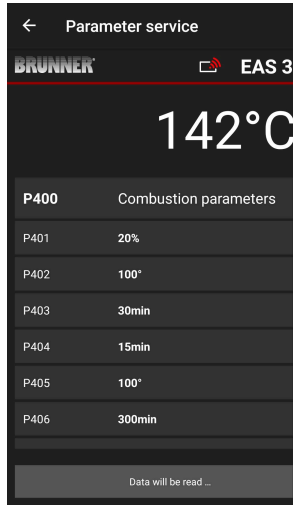 Parameter service
BRUNNER EAS 3
142°C
P400 Combustion parameters
P401 20%
P402 100°
P403 30min
P404 15min
P405 100°
P406 300min
Data will be read ...